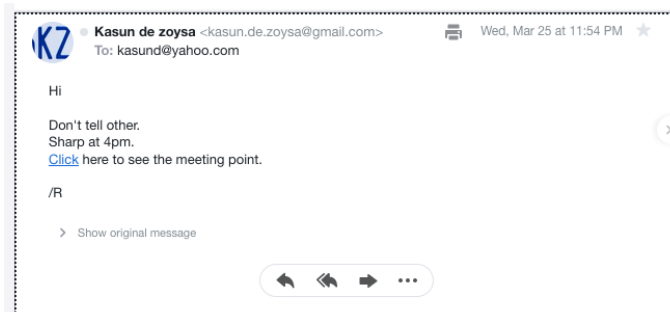 KZ
Kasun de zoysa <kasun.de.zoysa@gmail.com> Wed, Mar 25 at 11:54 PM
To: kasund@yahoo.com
Hi
Don't tell other.
Sharp at 4pm.
Click here to see the meeting point.
/R
Show original message